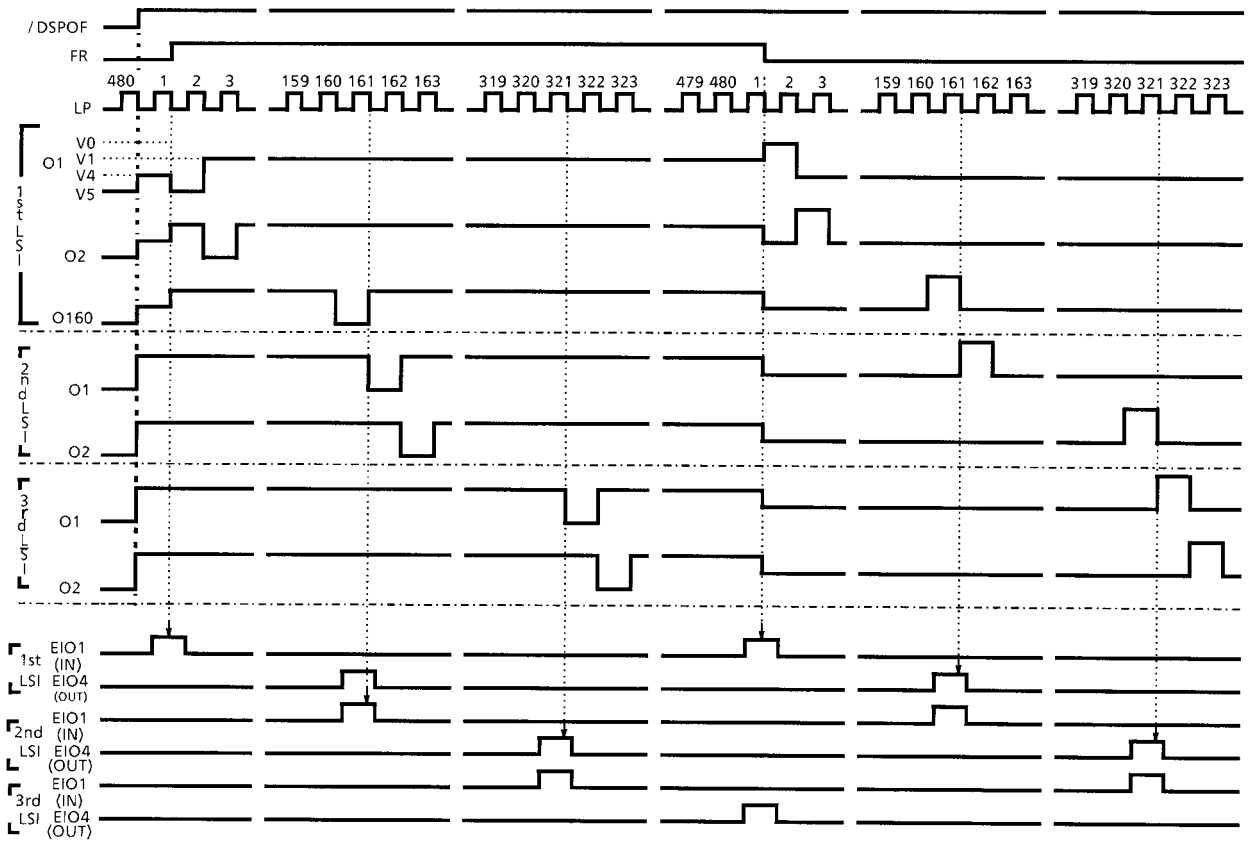 /DSPOF
FR
480 1 2 3 159 160 161 162 163 319 320 321 322 323 479 480 1 2 3 159 160 161 162 163 319 320 321 322 323
LP
1st LSI
V0
O1 V1
V4
V5
O2
O160
2nd LSI
O1
O2
3rd LSI
O1
O2
1st LSI
EIO1 (IN)
EIO4 (OUT)
2nd LSI
EIO1 (IN)
EIO4 (OUT)
3rd LSI
EIO1 (IN)
EIO4 (OUT)